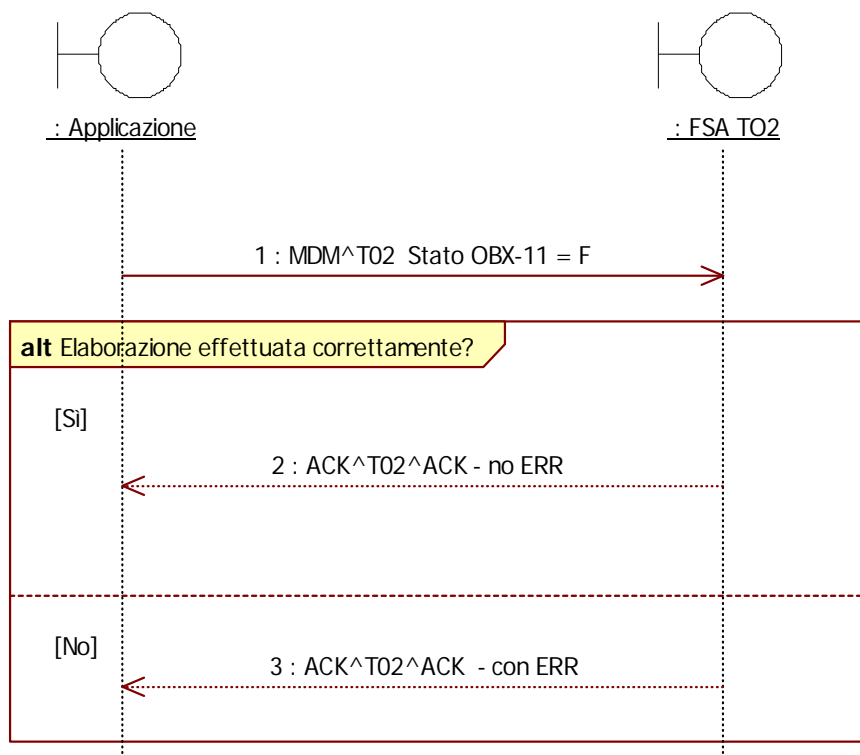 : Applicazione
: FSA TO2
1 : MDM^T02 Stato OBX-11 = F
alt Elaborazione effettuata correttamente?
[Sì]
2 : ACK^T02^ACK - no ERR
[No]
3 : ACK^T02^ACK - con ERR